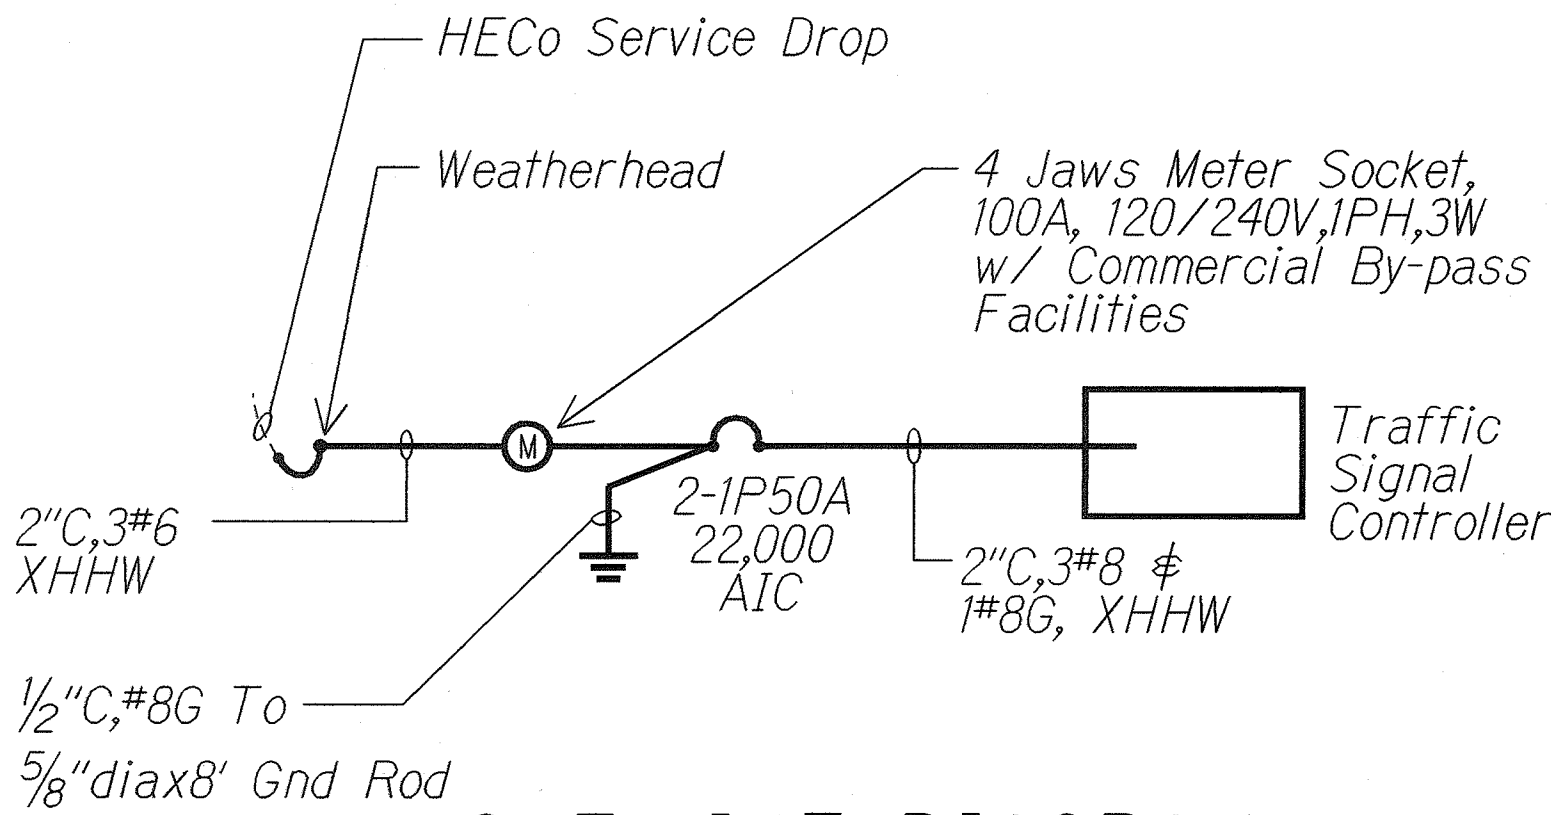 HECo Service Drop
Weatherhead
4 Jaws Meter Socket,
100A, 120/240V,1PH,3W
w/ Commercial By-pass
Facilities
M
Traffic
Signal
Controller
2"C,3#6
XHHW
2-1P50A
22,000
AIC
2"C,3#8 &
1#8G, XHHW
1/2"C,#8G To
5/8"diax8' Gnd Rod